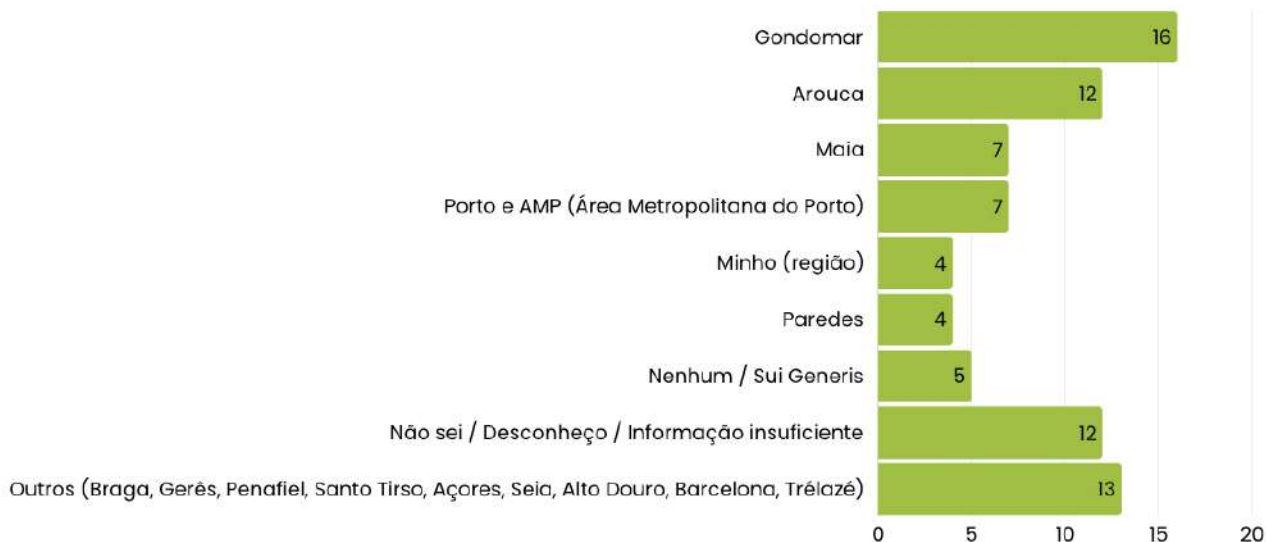 Gondomar 16
Arouca 12
Maia 7
Porto e AMP (Área Metropolitana do Porto) 7
Minho (região) 4
Paredes 4
Nenhum / Sui Generis 5
Não sei / Desconheço / Informação insuficiente 12
Outros (Braga, Gerês, Penafiel, Santo Tirso, Açores, Seia, Alto Douro, Barcelona, Trélazé) 13
0 5 10 15 20